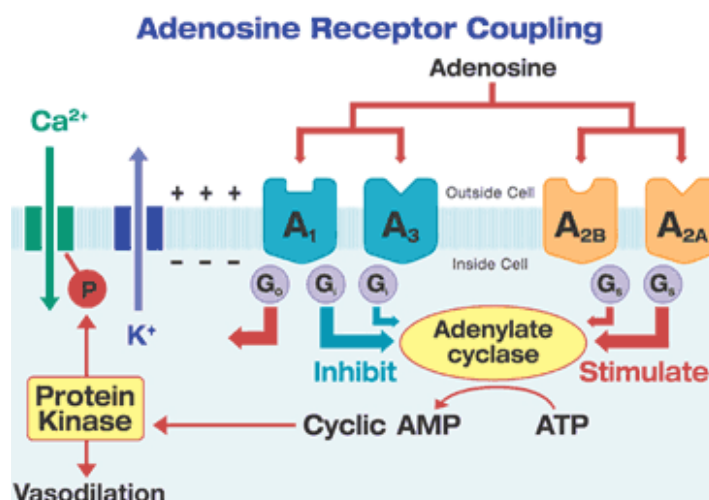 Adenosine Receptor Coupling
Adenosine
Ca²⁺
+ + +
Outside Cell
A₁
A₃
A₂B
A₂A
- - -
Inside Cell
P
K⁺
Gₒ
Gᵢ
Gᵢ
Gₛ
Gₛ
Adenylate
cyclase
Inhibit
Stimulate
Protein
Kinase
Cyclic AMP
ATP
Vasodilation